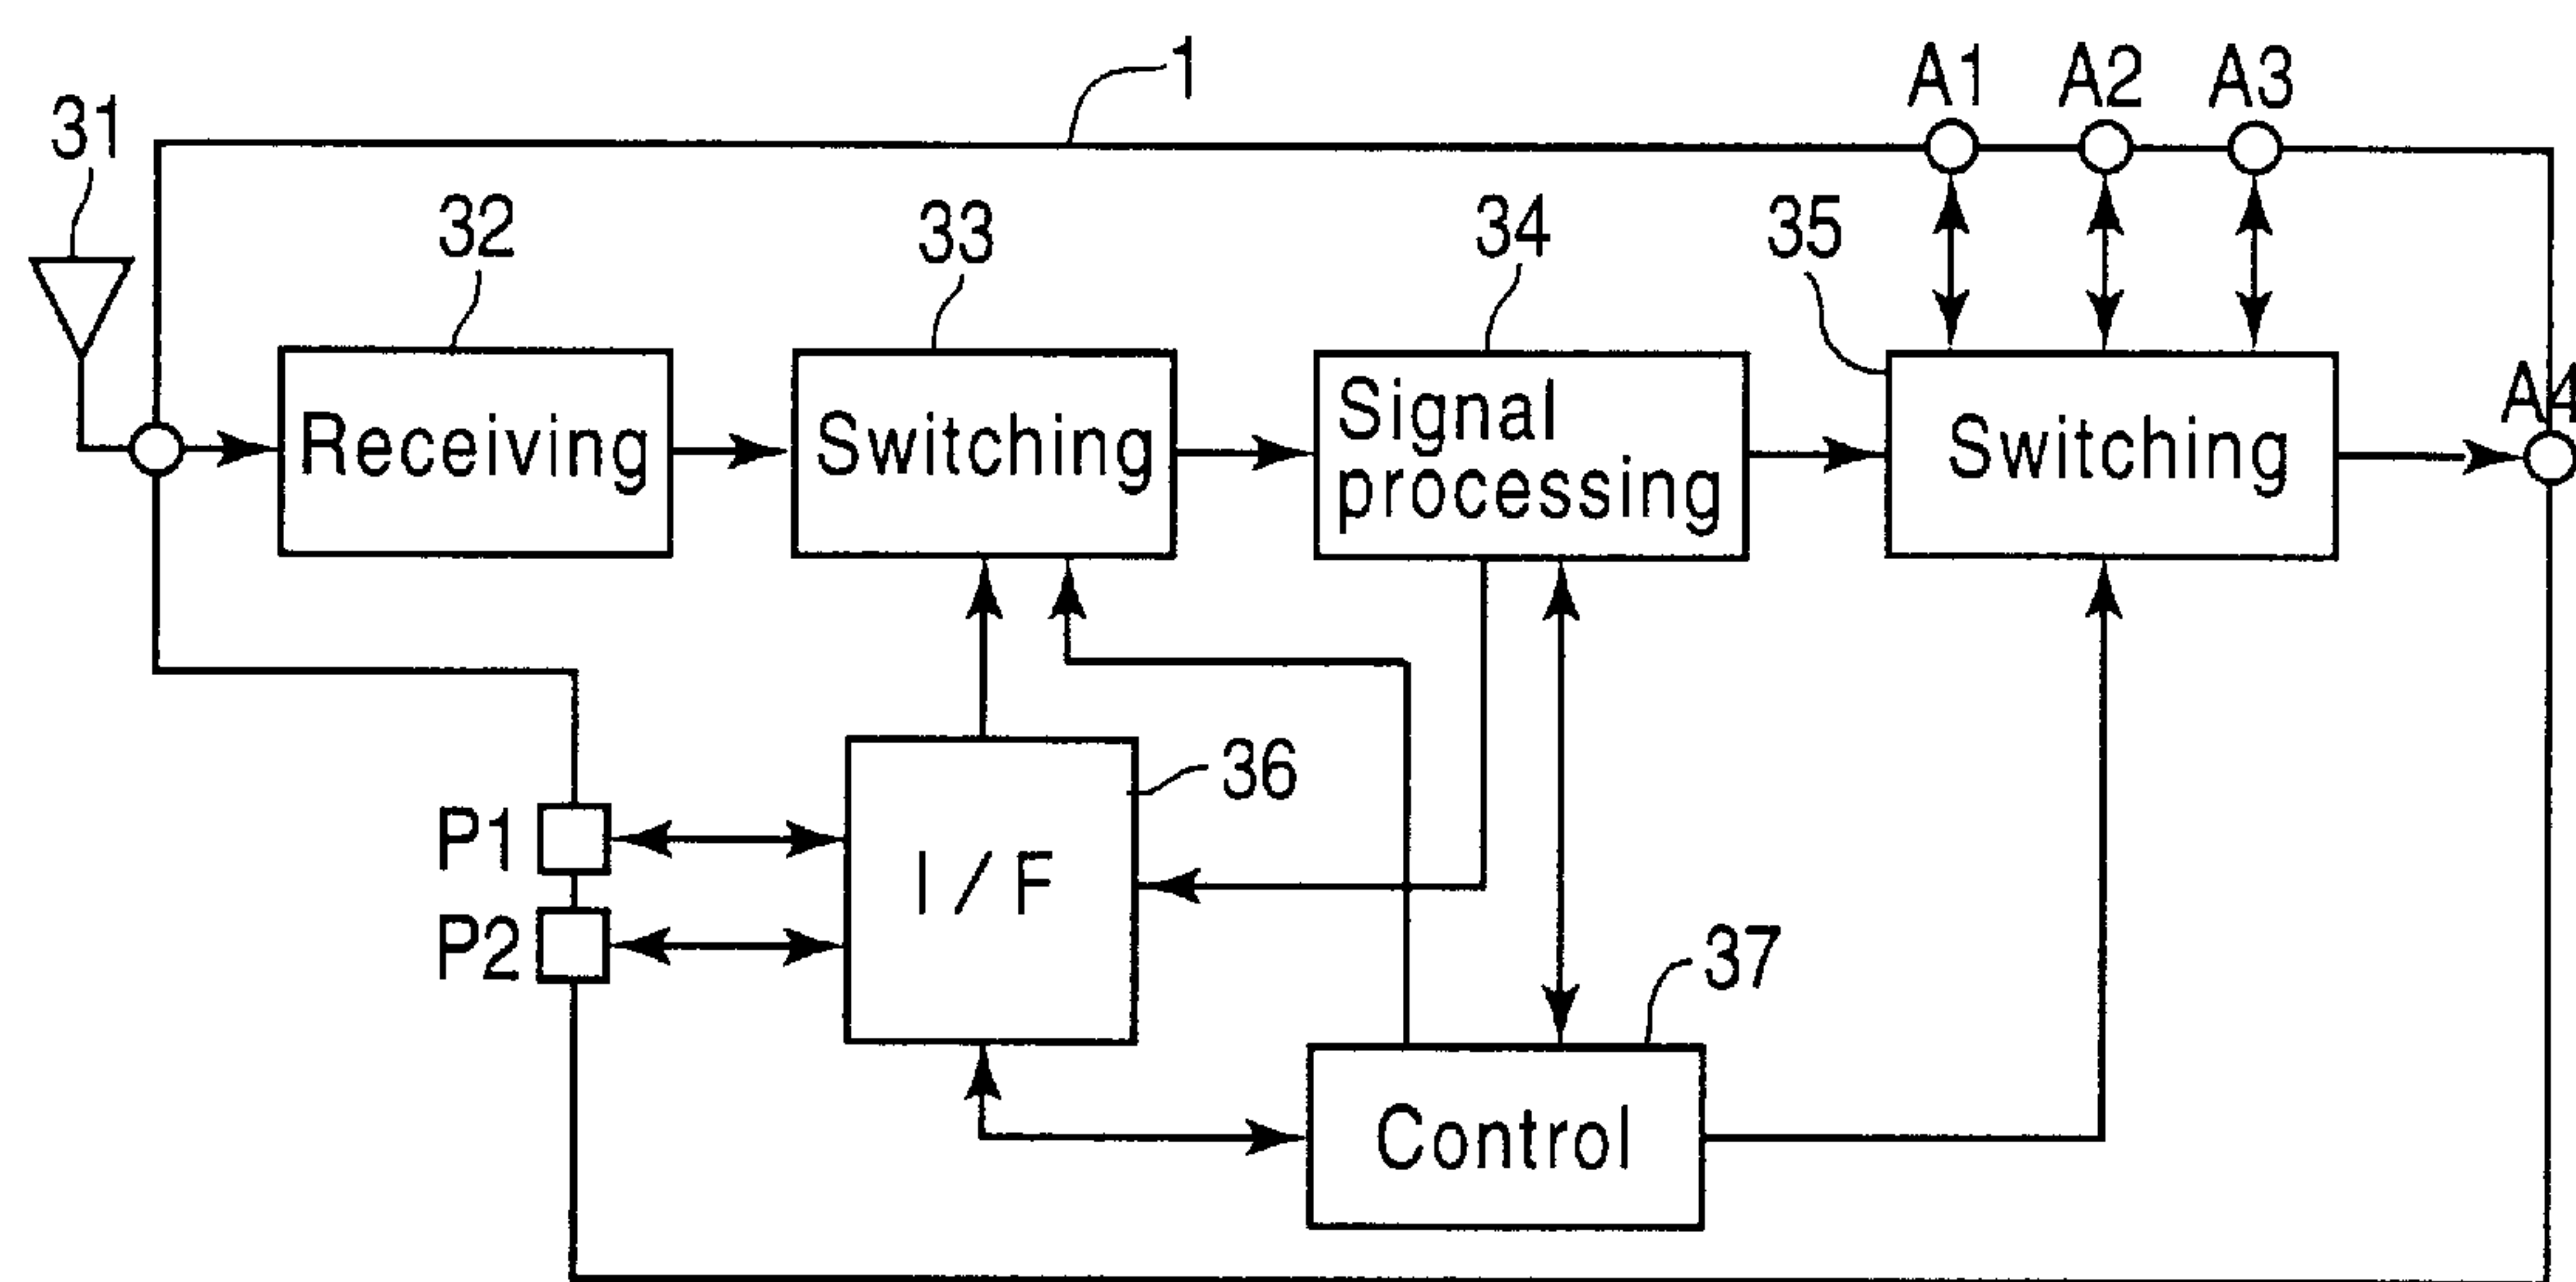 1
A1 A2 A3
31
32 33 34 35
A4
Receiving
Switching
Signal
processing
Switching
36
P1
I/F
P2
37
Control